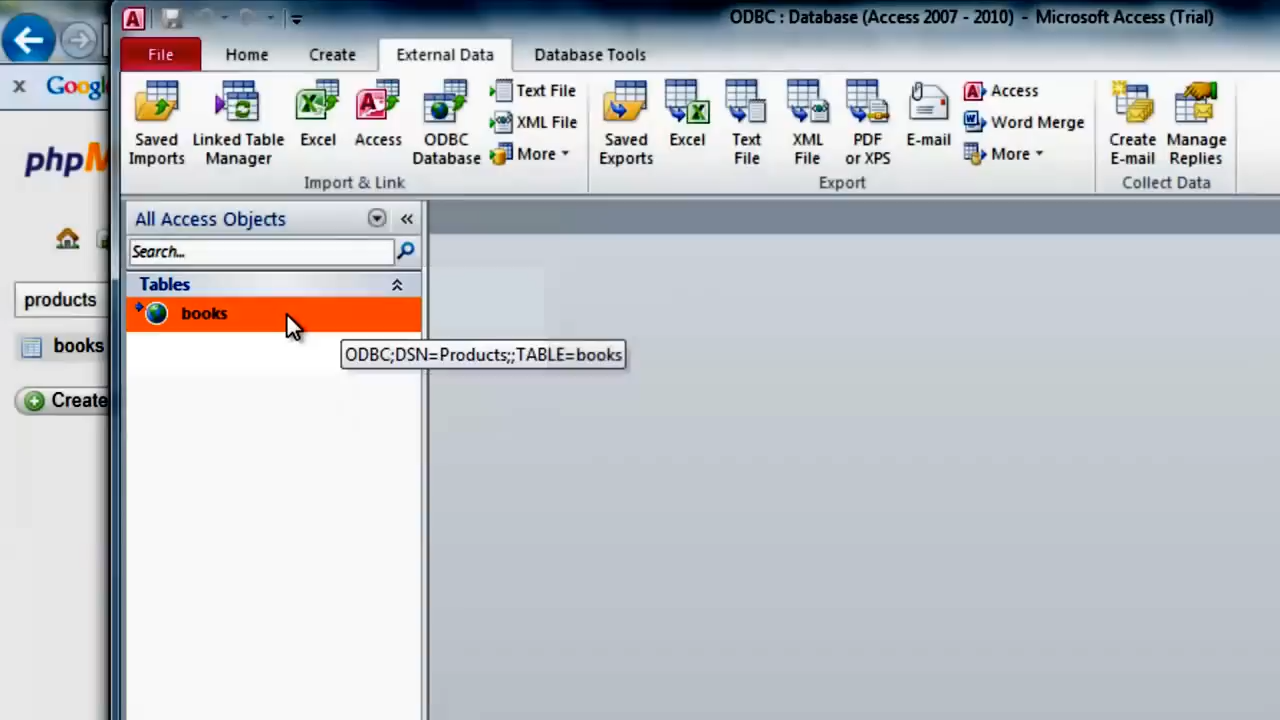 ODBC : Database (Access 2007 - 2010) - Microsoft Access (Trial)
File Home Create External Data Database Tools
Saved Imports
Linked Table Manager
Excel
Access
ODBC Database
Text File
XML File
More
Import & Link
Saved Exports
Excel
Text File
XML File
PDF or XPS
E-mail
Access
Word Merge
More
Export
Create E-mail
Manage Replies
Collect Data
x
phpM
products
books
Create
All Access Objects
Search...
Tables
books
ODBC;DSN=Products;;TABLE=books